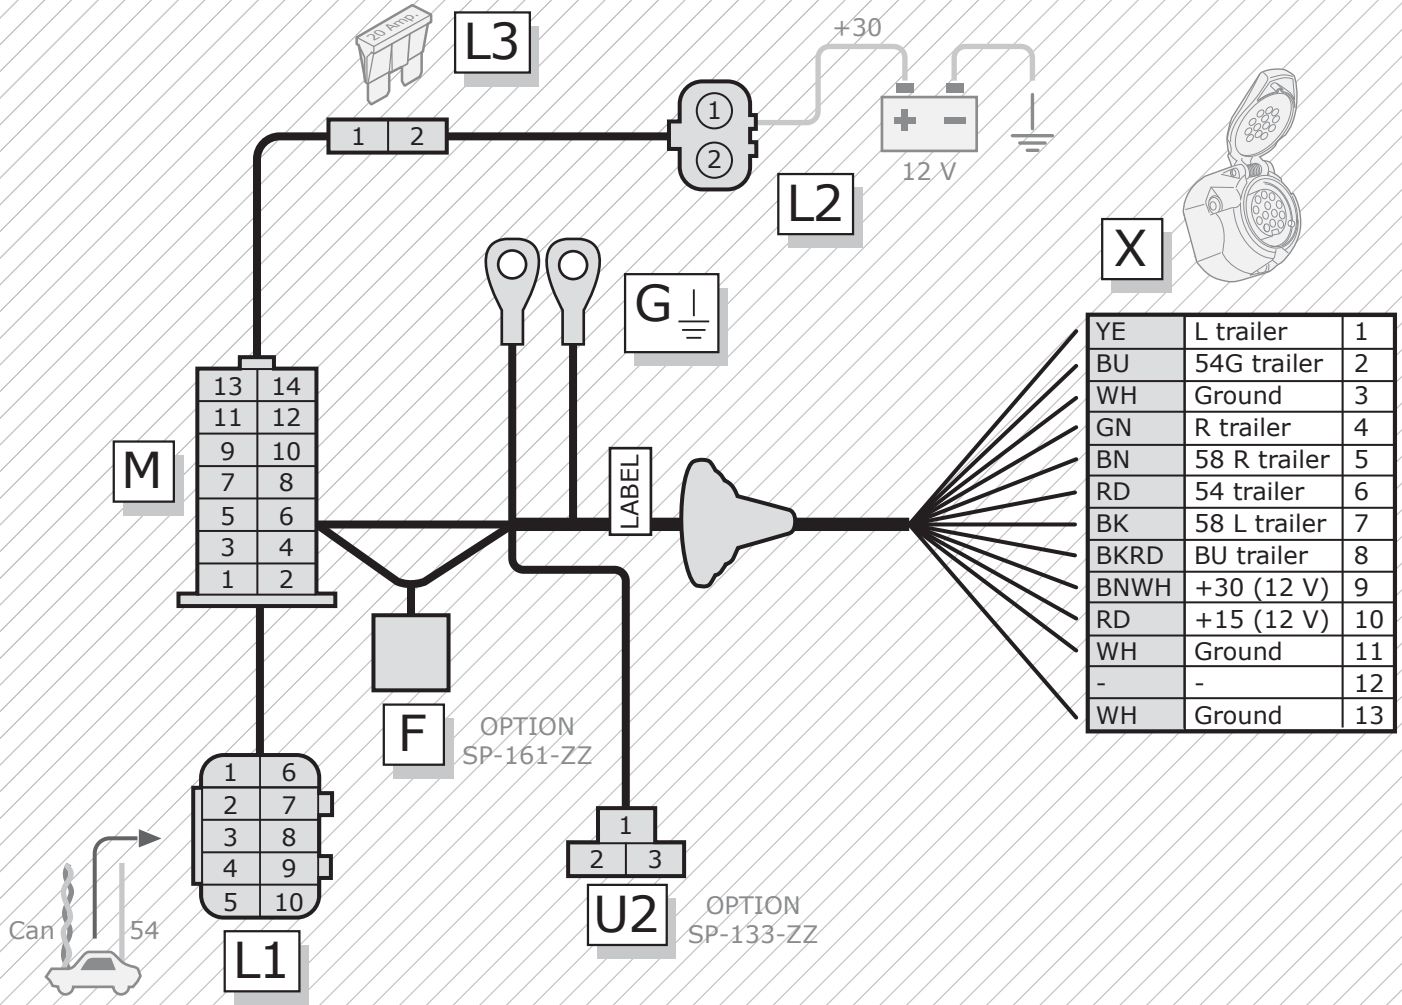 20 Amp.
L3
+30
1 2
1
2
+ −
12 V
L2
X
G
YE L trailer 1
BU 54G trailer 2
WH Ground 3
GN R trailer 4
BN 58 R trailer 5
RD 54 trailer 6
BK 58 L trailer 7
BKRD BU trailer 8
BNWH +30 (12 V) 9
RD +15 (12 V) 10
WH Ground 11
- - 12
WH Ground 13
13 14
11 12
9 10
7 8
5 6
3 4
1 2
M
LABEL
F
OPTION
SP-161-ZZ
1 6
2 7
3 8
4 9
5 10
L1
Can
54
1
2 3
U2
OPTION
SP-133-ZZ